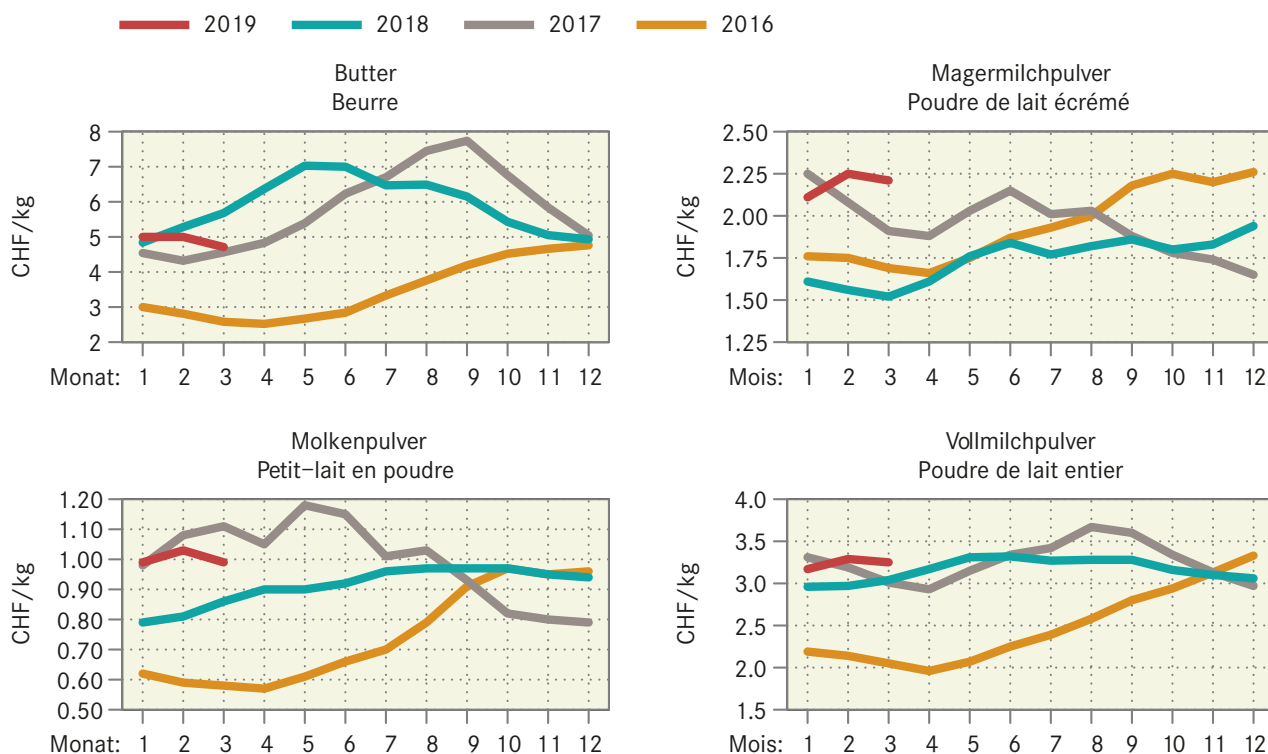 2019 2018 2017 2016
Butter
Beurre
CHF/kg
8
7
6
5
4
3
2
Monat: 1 2 3 4 5 6 7 8 9 10 11 12
Magermilchpulver
Poudre de lait écrémé
CHF/kg
2.50
2.25
2.00
1.75
1.50
1.25
Mois: 1 2 3 4 5 6 7 8 9 10 11 12
Molkenpulver
Petit-lait en poudre
CHF/kg
1.20
1.10
1.00
0.90
0.80
0.70
0.60
0.50
Monat: 1 2 3 4 5 6 7 8 9 10 11 12
Vollmilchpulver
Poudre de lait entier
CHF/kg
4.0
3.5
3.0
2.5
2.0
1.5
Mois: 1 2 3 4 5 6 7 8 9 10 11 12